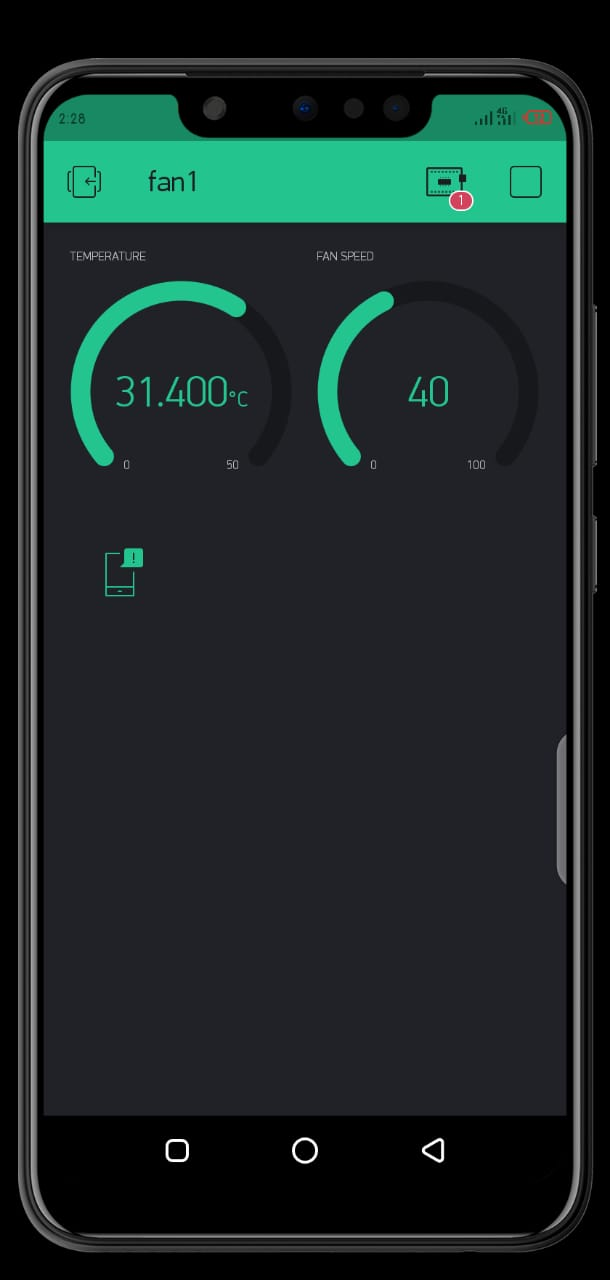 2:28
4G
fan1
1
TEMPERATURE
FAN SPEED
31.400°C
40
0
50
0
100
!